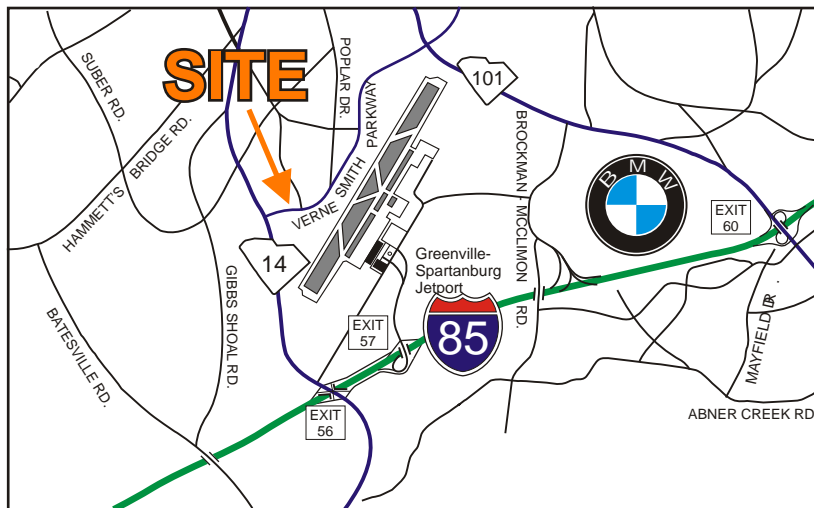 SUBER RD.
SITE
POPLAR DR.
HAMMETT'S BRIDGE RD.
VERNE SMITH PARKWAY
101
BROCKMAN - MCCLIMON RD.
BMW
EXIT
60
14
Greenville-
Spartanburg
Jetport
GIBBS SHOAL RD.
BATESVILLE RD.
EXIT
57
85
MAYFIELD DR.
EXIT
56
ABNER CREEK RD